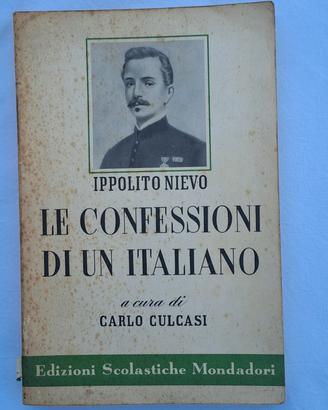 IPPOLITO NIEVO
LE CONFESSIONI
DI UN ITALIANO
a cura di
CARLO CULCASI
Edizioni Scolastiche Mondadori